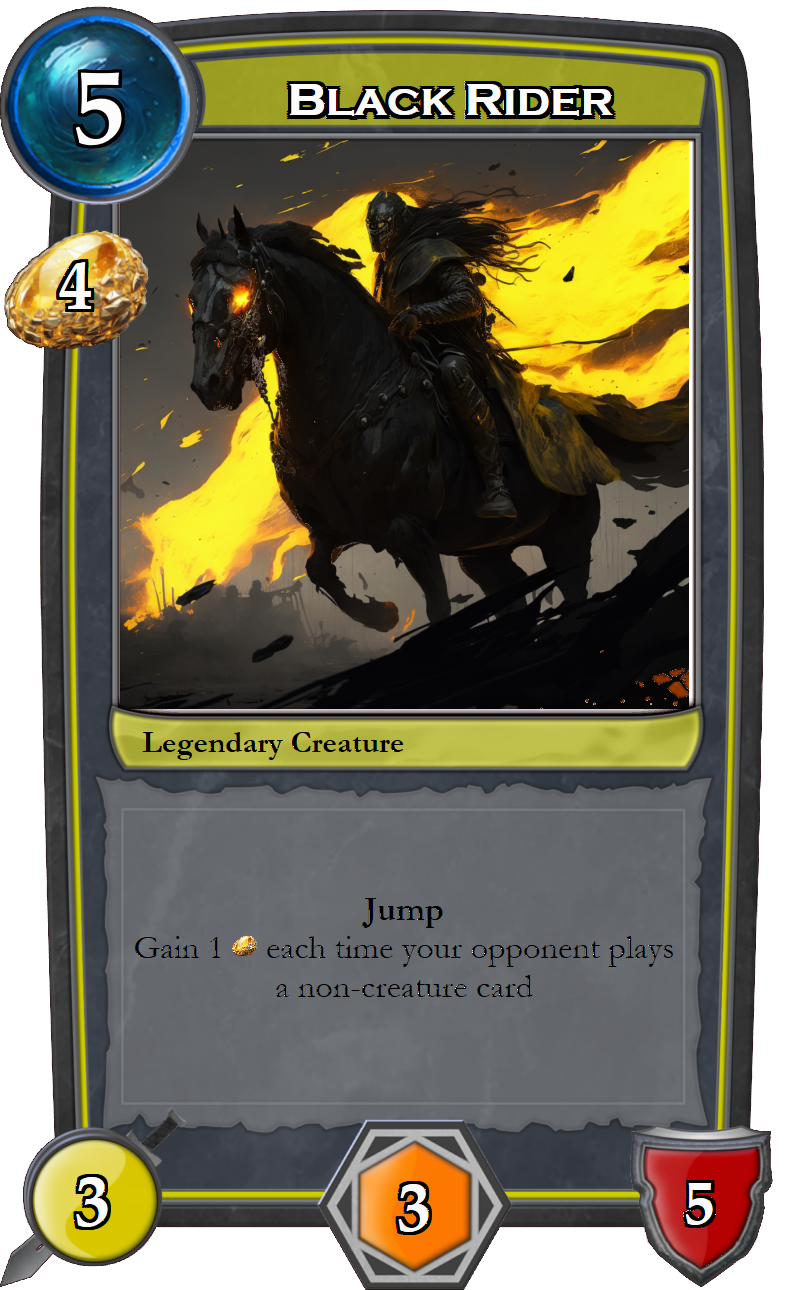 5
Black Rider
4
Legendary Creature
Jump
Gain 1 each time your opponent plays
a non-creature card
3
3
5